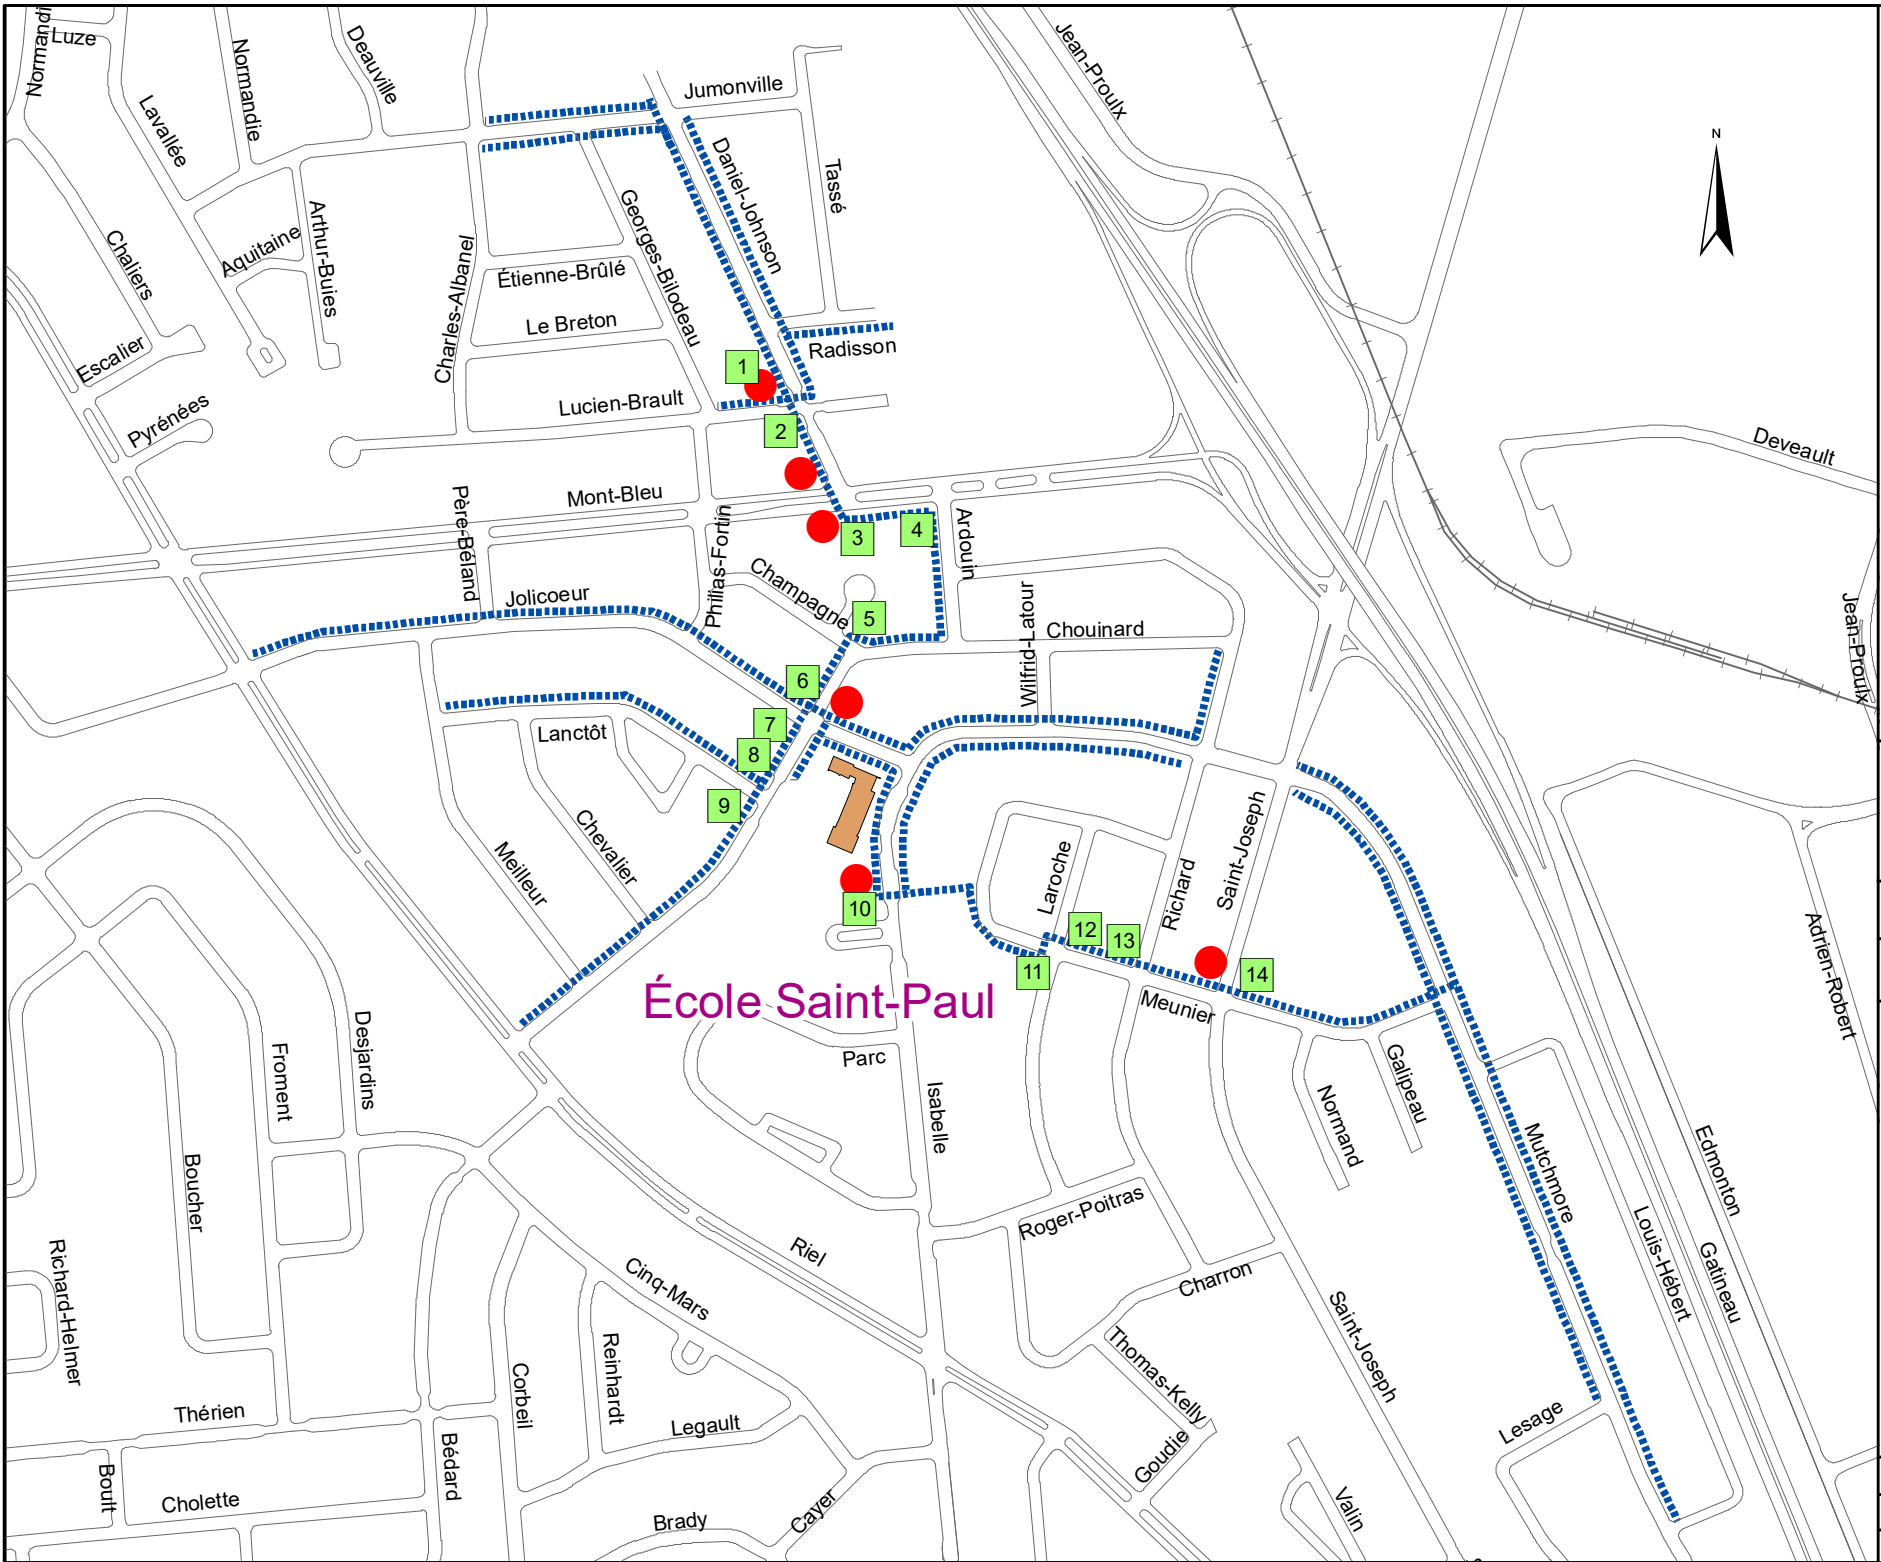 Normandi
Luze
Normandie
Deauville
Jean-Proulx
Jumonville
Lavallée
Daniel-Johnson
Tassé
N
Georges-Bilodeau
Arthur-Buies
Aquitaine
Chaliers
Charles-Albanel
Étienne-Brûlé
Le Breton
Radisson
Escalier
1
Lucien-Brault
Pyrénées
2
Deveault
Mont-Bleu
Père-Béland
Philias-Fortin
3
4
Ardouin
Champagne
Jolicoeur
5
Wilfrid-Latour
Chouinard
Jean-Proulx
6
7
Lanctôt
8
9
Chevalier
Meilleur
Laroche
Richard
Saint-Joseph
10
12
13
11
14
Adrien-Robert
École Saint-Paul
Meunier
Desjardins
Froment
Parc
Isabelle
Galipeau
Normand
Mutchmore
Edmonton
Boucher
Roger-Poitras
Louis-Hébert
Gatineau
Riel
Richard-Helmer
Cinq-Mars
Charron
Saint-Joseph
Thomas-Kelly
Reinhardt
Corbeil
Thérien
Legault
Lesage
Goudie
Bédard
Boult
Cholette
Brady
Cayer
Valin